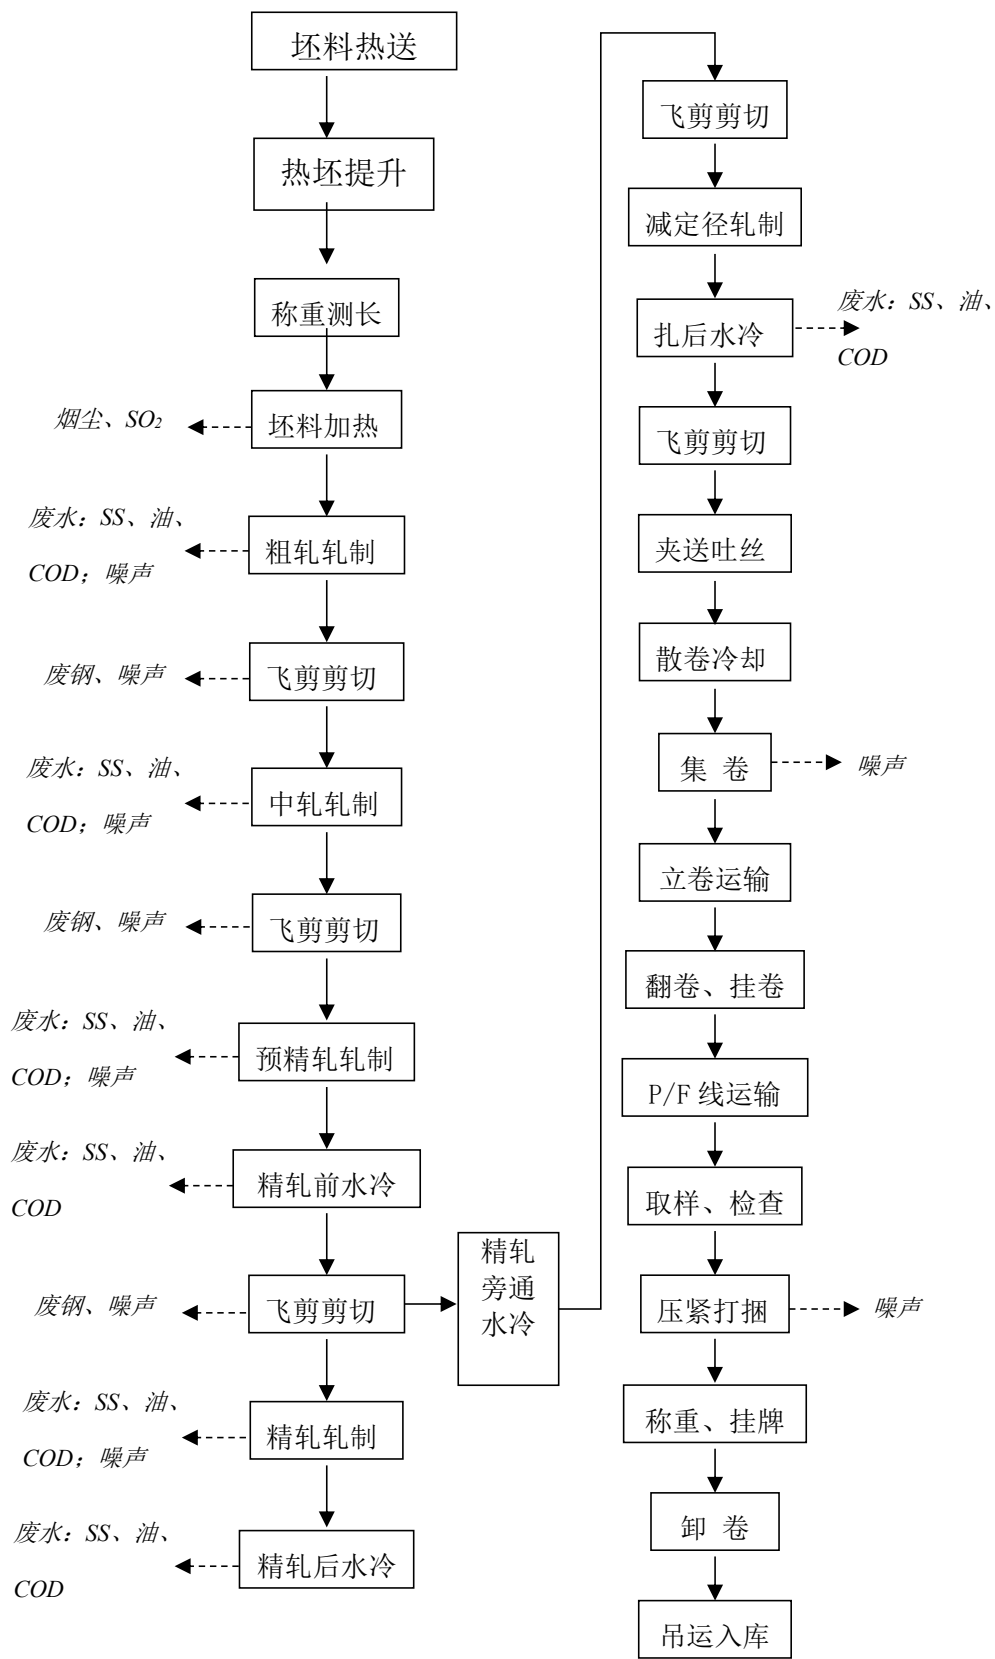 坯料热送
热坯提升
称重测长
烟尘、SO2
坯料加热
废水：SS、油、
COD；噪声
粗轧轧制
废钢、噪声
飞剪剪切
废水：SS、油、
COD；噪声
中轧轧制
废钢、噪声
飞剪剪切
废水：SS、油、
COD；噪声
预精轧轧制
废水：SS、油、
COD
精轧前水冷
废钢、噪声
飞剪剪切
精轧
旁通
水冷
废水：SS、油、
COD；噪声
精轧轧制
废水：SS、油、
COD
精轧后水冷
飞剪剪切
减定径轧制
扎后水冷
废水：SS、油、
COD
飞剪剪切
夹送吐丝
散卷冷却
集 卷
噪声
立卷运输
翻卷、挂卷
P/F 线运输
取样、检查
压紧打捆
噪声
称重、挂牌
卸 卷
吊运入库